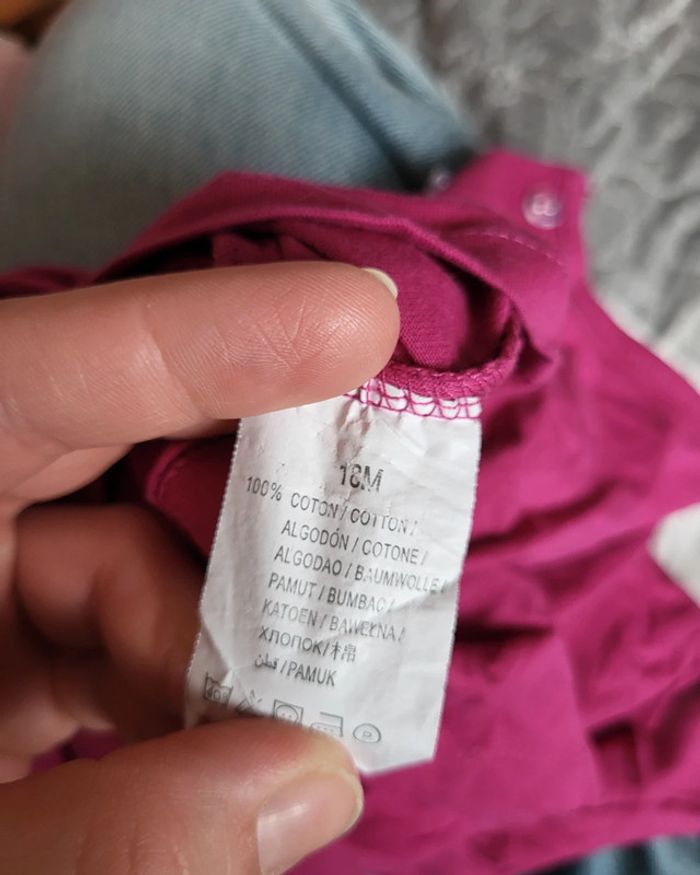 18M
100% COTON / COTTON /
ALGODÓN / COTONE /
ALGODAO / BAUMWOLLE /
PAMUT / BUMBAC /
KATOEN / BAWEŁNA /
ХЛОПОК / 棉
قطن / PAMUK